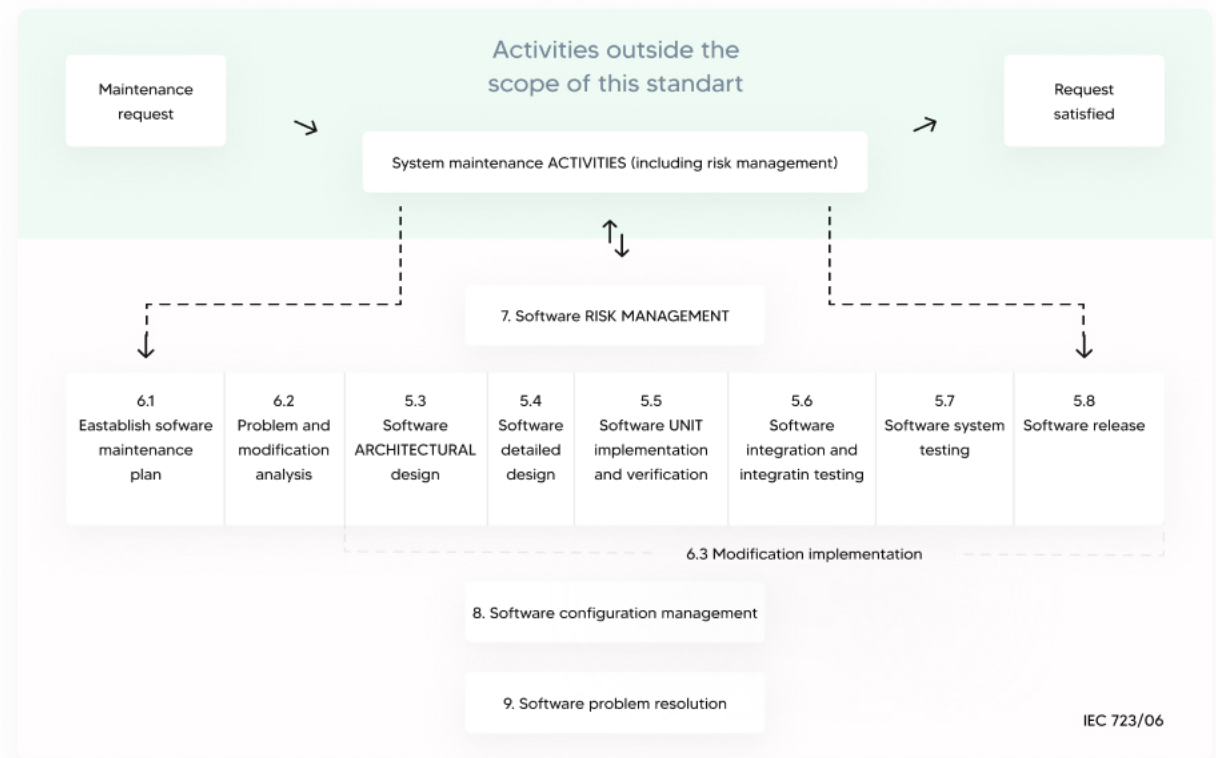 Activities outside the
scope of this standart
Maintenance
request
Request
satisfied
System maintenance ACTIVITIES (including risk management)
7. Software RISK MANAGEMENT
6.1
Eastablish sofware
maintenance
plan
6.2
Problem and
modification
analysis
5.3
Software
ARCHITECTURAL
design
5.4
Software
detailed
design
5.5
Software UNIT
implementation
and verification
5.6
Software
integration and
integratin testing
5.7
Software system
testing
5.8
Software release
6.3 Modification implementation
8. Software configuration management
9. Software problem resolution
IEC 723/06